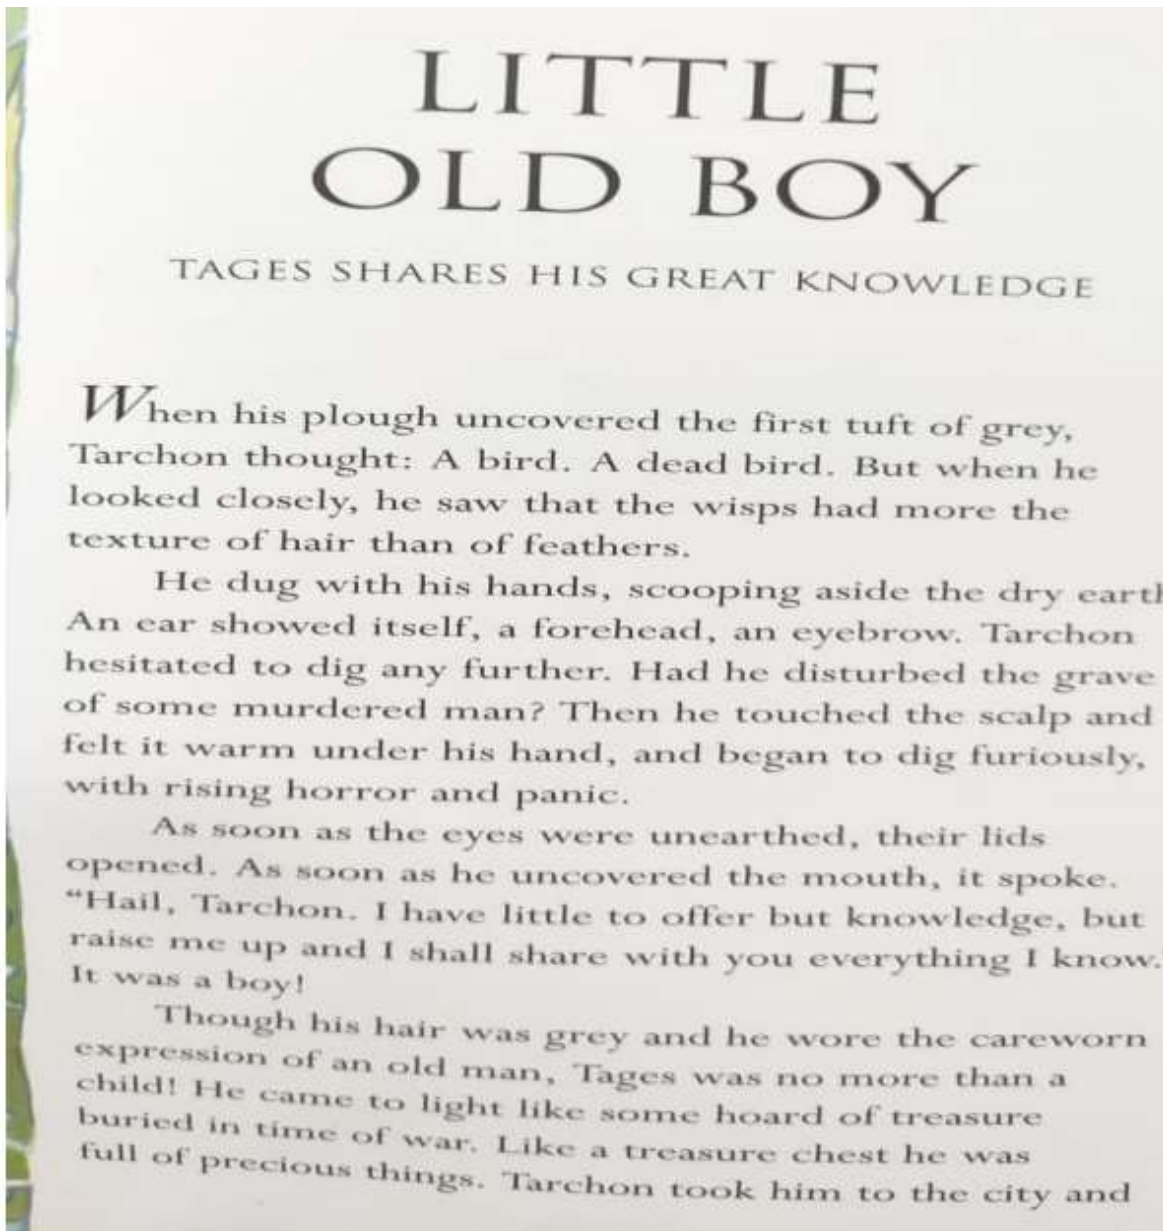 LITTLE
OLD BOY
TAGES SHARES HIS GREAT KNOWLEDGE
When his plough uncovered the first tuft of grey,
Tarchon thought: A bird. A dead bird. But when he
looked closely, he saw that the wisps had more the
texture of hair than of feathers.
He dug with his hands, scooping aside the dry earth
An ear showed itself, a forehead, an eyebrow. Tarchon
hesitated to dig any further. Had he disturbed the grave
of some murdered man? Then he touched the scalp and
felt it warm under his hand, and began to dig furiously,
with rising horror and panic.
As soon as the eyes were unearthed, their lids
opened. As soon as he uncovered the mouth, it spoke.
“Hail, Tarchon. I have little to offer but knowledge, but
raise me up and I shall share with you everything I know.
It was a boy!
Though his hair was grey and he wore the careworn
expression of an old man, Tages was no more than a
child! He came to light like some hoard of treasure
buried in time of war. Like a treasure chest he was
full of precious things. Tarchon took him to the city and